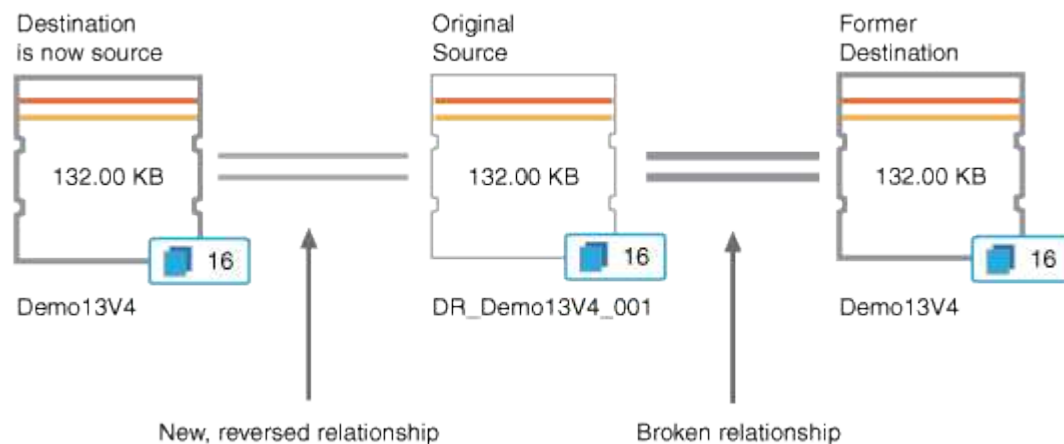 Destination
is now source
Original
Source
Former
Destination
132.00 KB
132.00 KB
132.00 KB
16
16
16
Demo13V4
DR_Demo13V4_001
Demo13V4
New, reversed relationship
Broken relationship